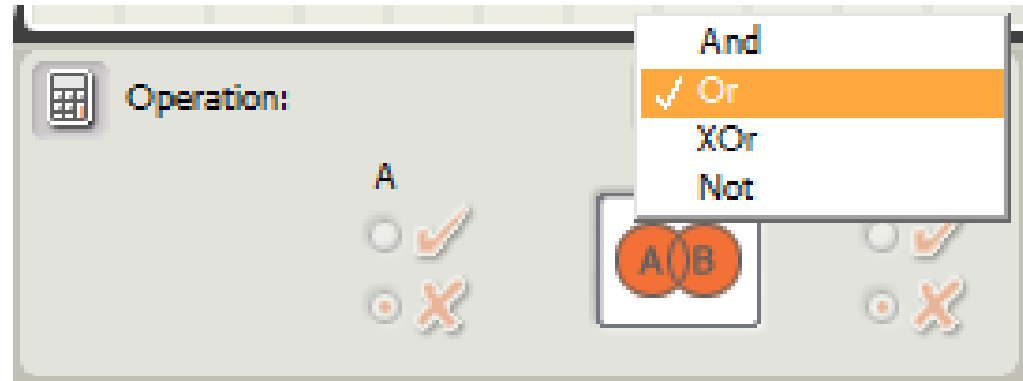 And
Operation:
Or
XOr
A
Not
A B